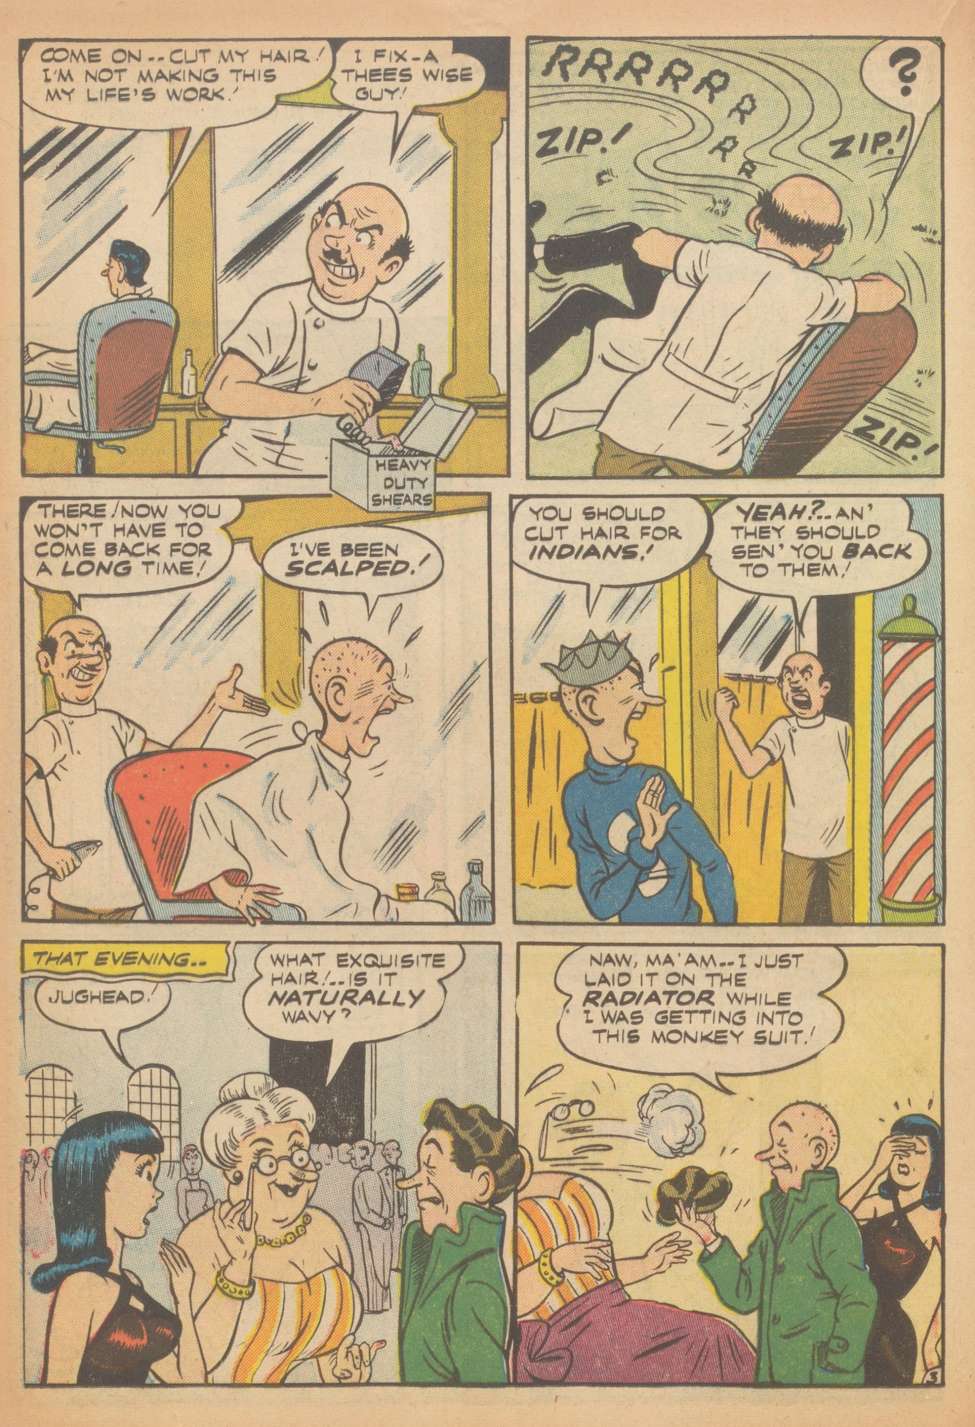 COME ON--CUT MY HAIR!
I'M NOT MAKING THIS
MY LIFE'S WORK!
I FIX-A
THEES WISE
GUY!
HEAVY
DUTY
SHEARS
RRRRRRRRR
?
ZIP!
ZIP!
ZIP!
THERE! NOW YOU
WON'T HAVE TO
COME BACK FOR
A LONG TIME!
I'VE BEEN
SCALPED!
YOU SHOULD
CUT HAIR FOR
INDIANS!
YEAH?--AN'
THEY SHOULD
SEN' YOU BACK
TO THEM!
THAT EVENING--
JUGHEAD!
WHAT EXQUISITE
HAIR!--IS IT
NATURALLY
WAVY?
NAW, MA'AM--I JUST
LAID IT ON THE
RADIATOR WHILE
I WAS GETTING INTO
THIS MONKEY SUIT!
3